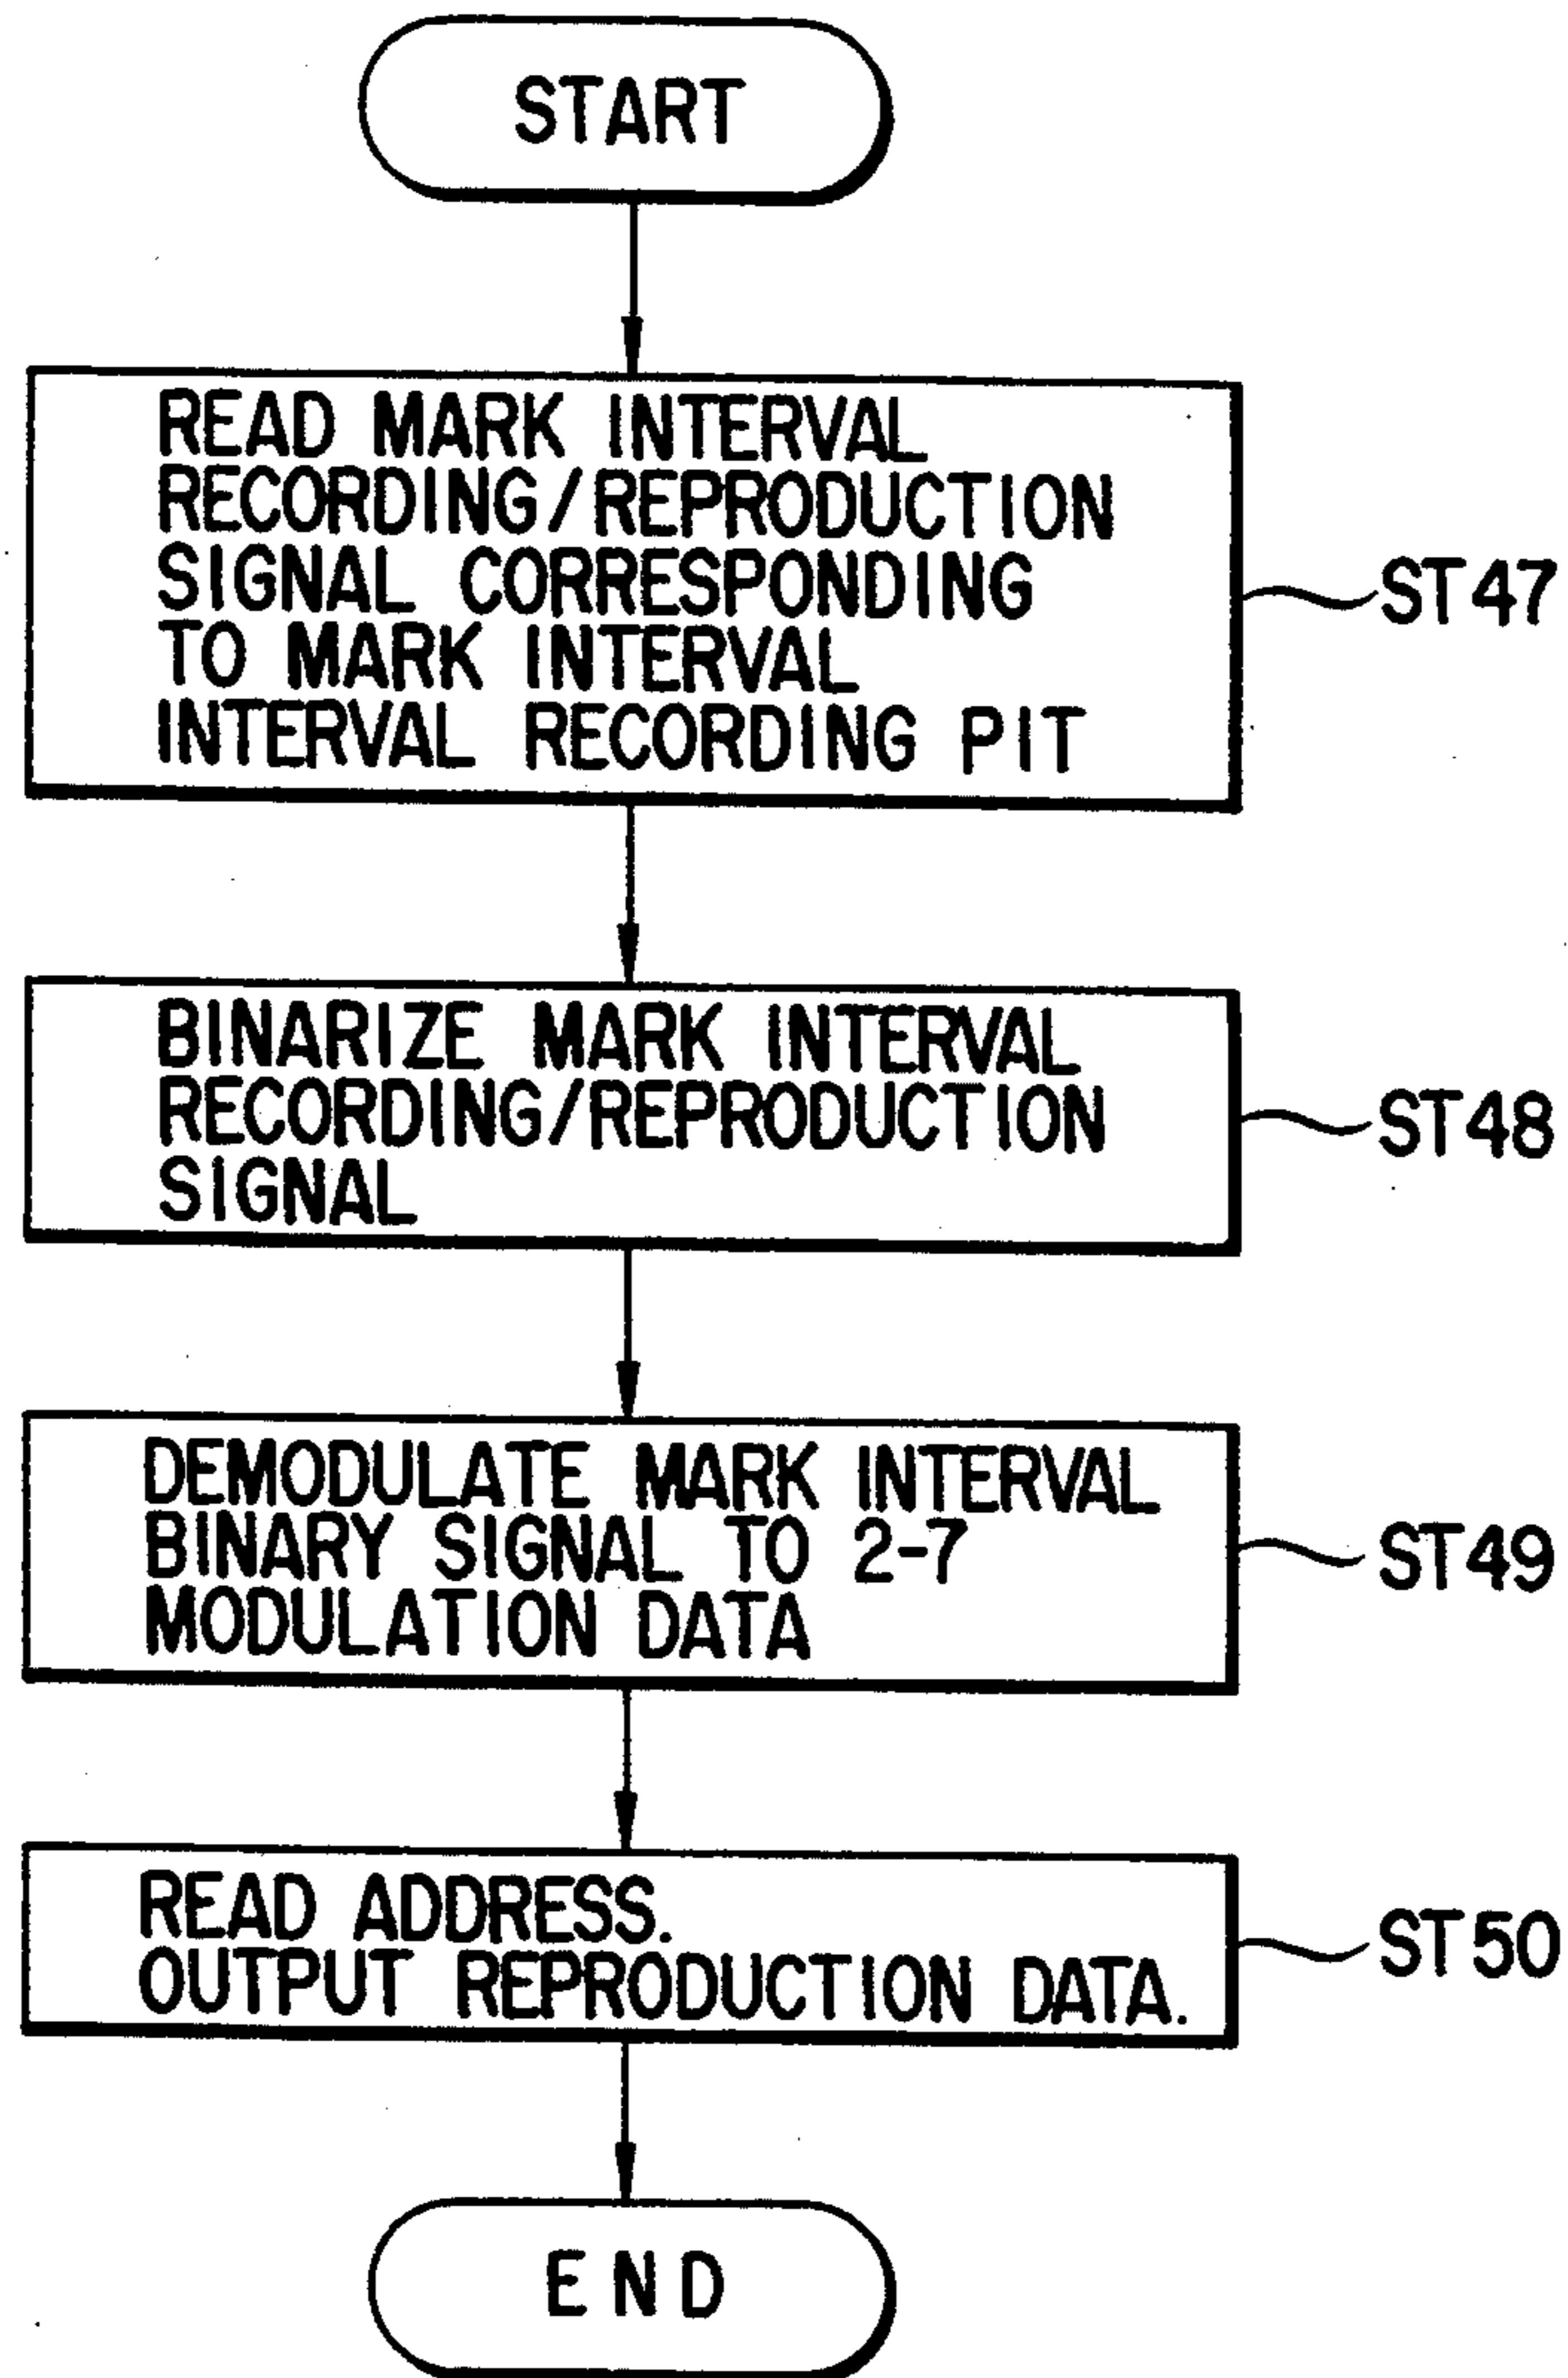 START
READ MARK INTERVAL
RECORDING/REPRODUCTION
SIGNAL CORRESPONDING
TO MARK INTERVAL
INTERVAL RECORDING PIT
ST47
BINARIZE MARK INTERVAL
RECORDING/REPRODUCTION
SIGNAL
ST48
DEMODULATE MARK INTERVAL
BINARY SIGNAL TO 2-7
MODULATION DATA
ST49
READ ADDRESS.
OUTPUT REPRODUCTION DATA.
ST50
END